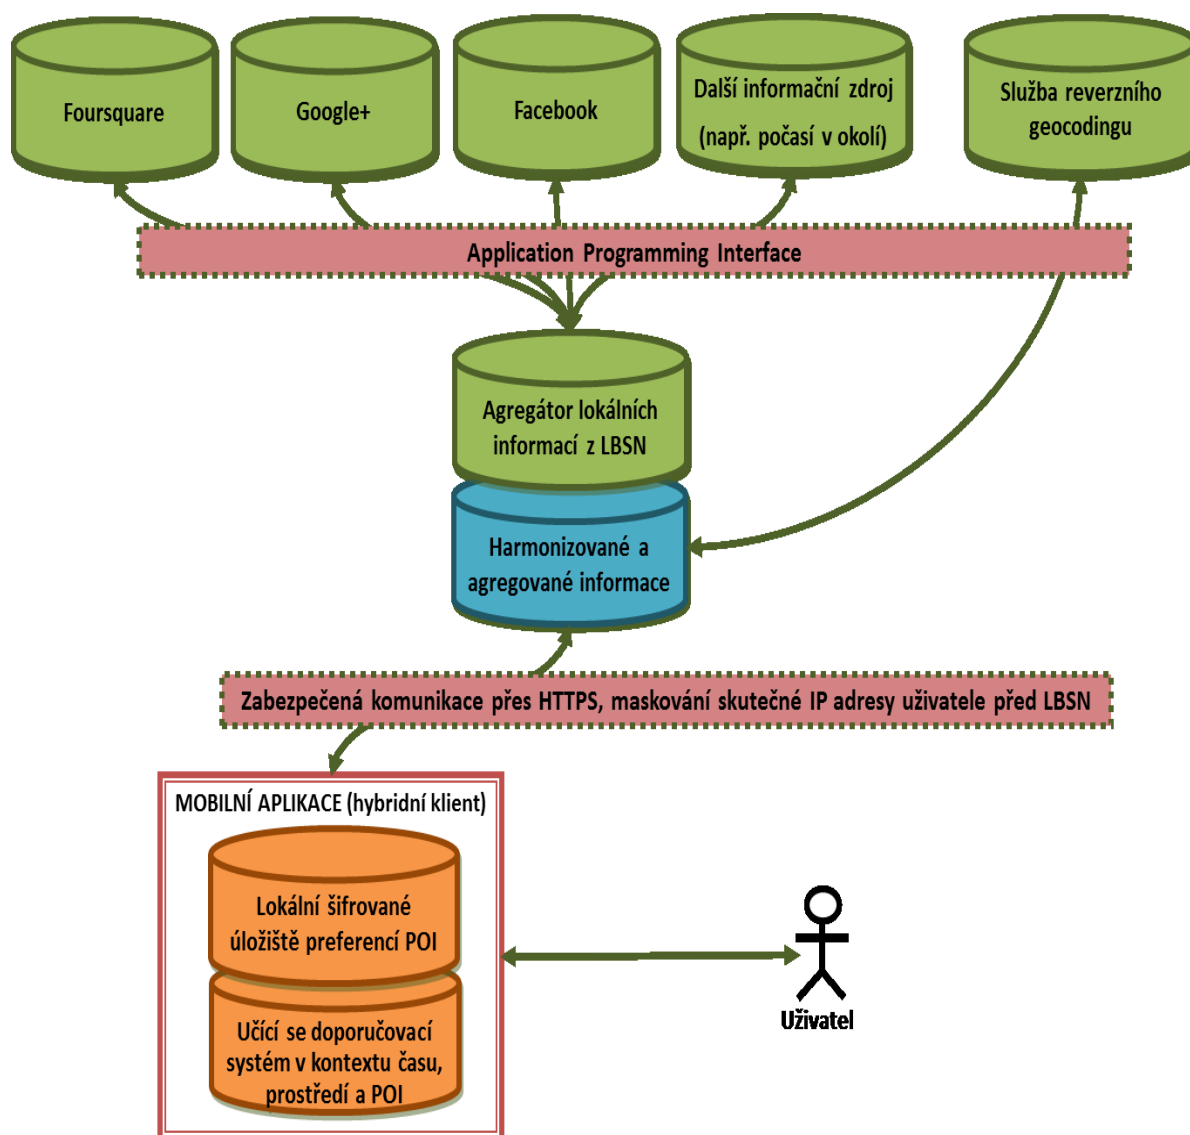 Foursquare
Google+
Facebook
Další informační zdroj
(např. počasí v okolí)
Služba reverzního
geocodingu
Application Programming Interface
Agregátor lokálních
informací z LBSN
Harmonizované a
agregované informace
Zabezpečená komunikace přes HTTPS, maskování skutečné IP adresy uživatele před LBSN
MOBILNÍ APLIKACE (hybridní klient)
Lokální šifrované
úložiště preferencí POI
Učící se doporučovací
systém v kontextu času,
prostředí a POI
Uživatel